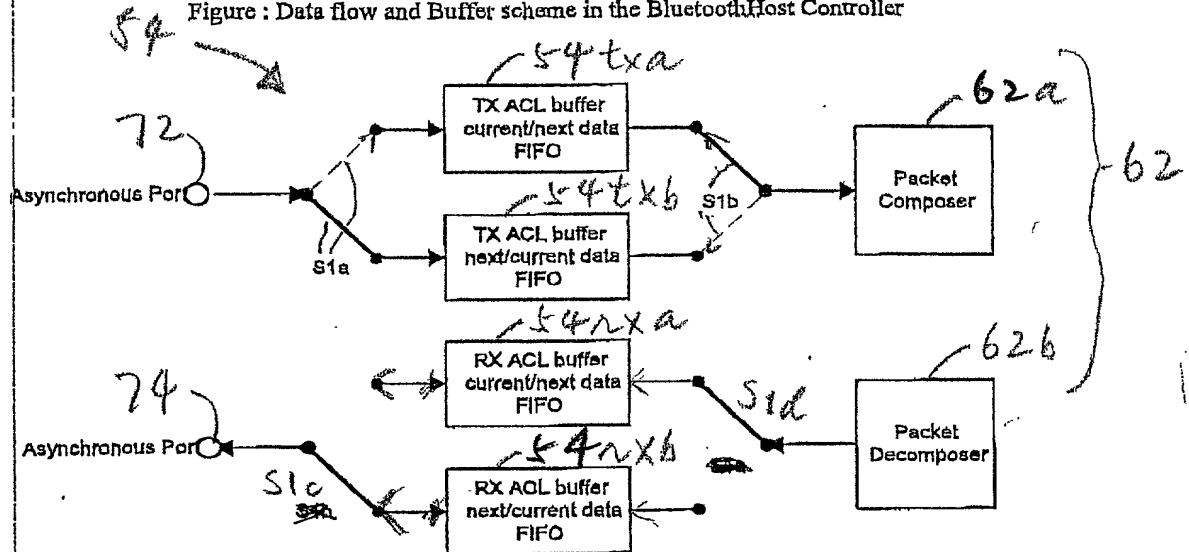 Figure : Data flow and Buffer scheme in the BluetoothHost Controller
54
54txa
62a
TX ACL buffer
current/next data
FIFO
72
62
Asynchronous Por
54txb
S1b
Packet
Composer
TX ACL buffer
next/current data
FIFO
S1a
54rxa
62b
RX ACL buffer
current/next data
FIFO
74
S1d
Asynchronous Por
54rxb
Packet
Decomposer
S1c
RX ACL buffer
next/current data
FIFO